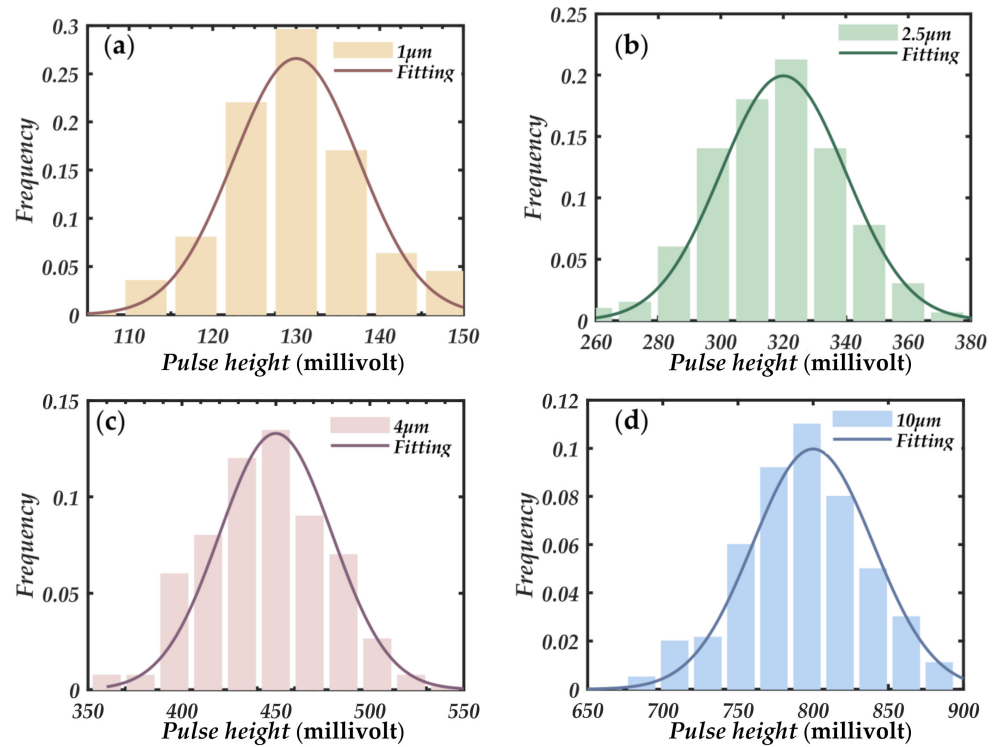 (a)
1μm
Fitting
0.3
0.25
0.2
0.15
0.1
0.05
0
Frequency
110 120 130 140 150
Pulse height (millivolt)
(b)
2.5μm
Fitting
0.25
0.2
0.15
0.1
0.05
0
Frequency
260 280 300 320 340 360 380
Pulse height (millivolt)
(c)
4μm
Fitting
0.15
0.1
0.05
0
Frequency
350 400 450 500 550
Pulse height (millivolt)
(d)
10μm
Fitting
0.12
0.1
0.08
0.06
0.04
0.02
0
Frequency
650 700 750 800 850 900
Pulse height (millivolt)